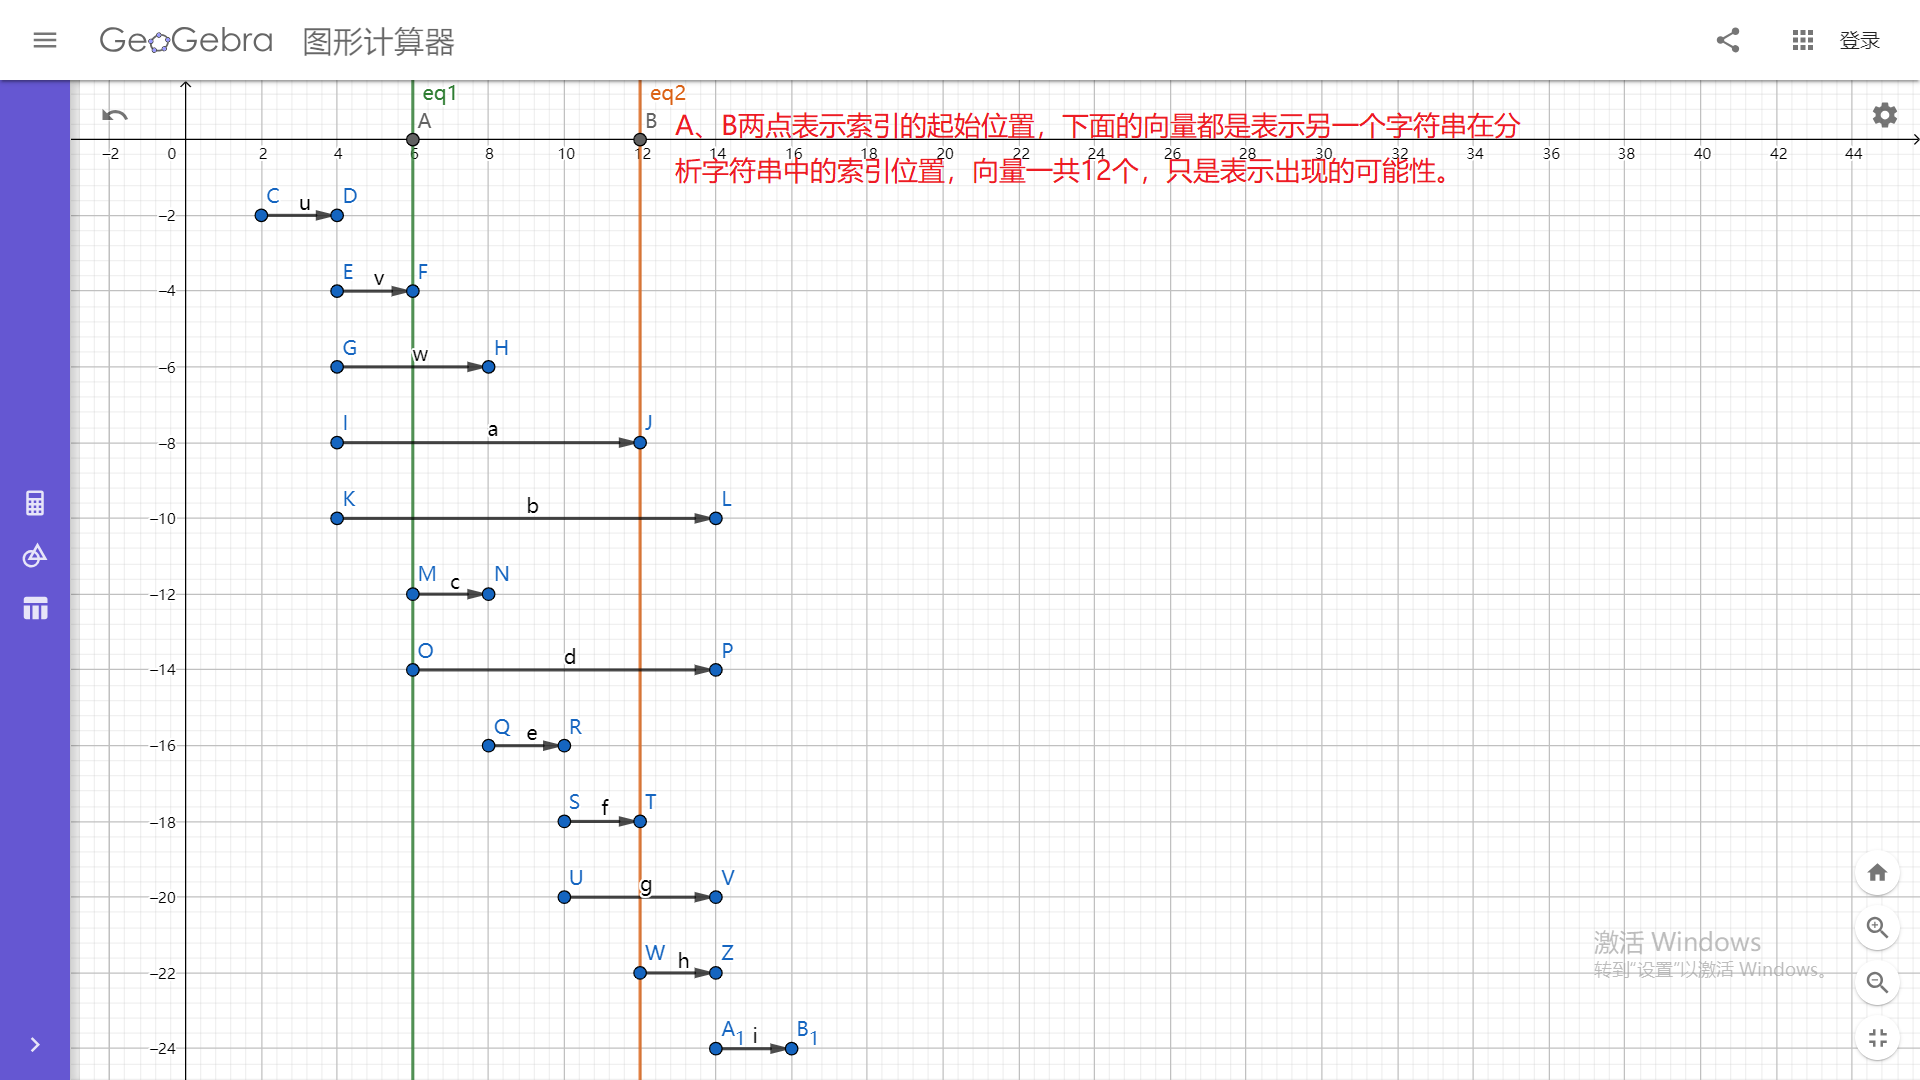 GeoGebra 图形计算器 登录
eq1 eq2
A B A、B两点表示索引的起始位置，下面的向量都是表示另一个字符串在分
−2 0 2 4 6 8 10 12 14 16 18 20 22 24 26 28 30 32 34 36 38 40 42 44
析字符串中的索引位置，向量一共12个，只是表示出现的可能性。
C u D
−2
E v F
−4
G w H
−6
I a J
−8
K b L
−10
M c N
−12
O d P
−14
Q e R
−16
S f T
−18
U g V
−20
W h Z
激活 Windows
转到“设置”以激活 Windows。
−22
A1 i B1
−24